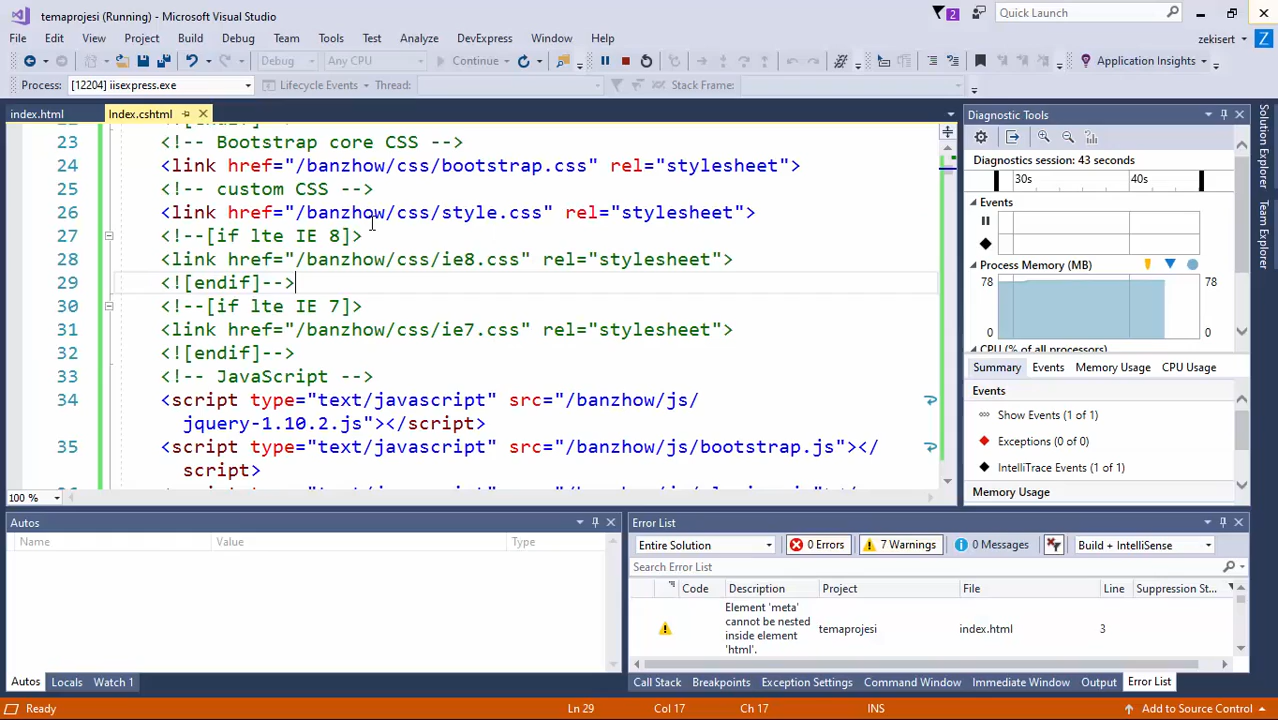 temaprojesi (Running) - Microsoft Visual Studio
2
Quick Launch
File Edit View Project Build Debug Team Tools Test Analyze DevExpress Window Help
zekisert Z
Debug Any CPU Continue Application Insights
Process: [12204] iisexpress.exe Lifecycle Events Thread: Stack Frame:
index.html Index.cshtml
23 <!-- Bootstrap core CSS -->
24 <link href="/banzhow/css/bootstrap.css" rel="stylesheet">
25 <!-- custom CSS -->
26 <link href="/banzhow/css/style.css" rel="stylesheet">
27 <!--[if lte IE 8]>
28 <link href="/banzhow/css/ie8.css" rel="stylesheet">
29 <![endif]-->
30 <!--[if lte IE 7]>
31 <link href="/banzhow/css/ie7.css" rel="stylesheet">
32 <![endif]-->
33 <!-- JavaScript -->
34 <script type="text/javascript" src="/banzhow/js/
jquery-1.10.2.js"></script>
35 <script type="text/javascript" src="/banzhow/js/bootstrap.js"></
script>
100 %
Diagnostic Tools
Diagnostics session: 43 seconds
30s 40s
Events
Process Memory (MB)
78 78
0 0
CPU (% of all processors)
Summary Events Memory Usage CPU Usage
Events
Show Events (1 of 1)
Exceptions (0 of 0)
IntelliTrace Events (1 of 1)
Memory Usage
Solution Explorer
Team Explorer
Autos
Name Value Type
Autos Locals Watch 1
Error List
Entire Solution 0 Errors 7 Warnings 0 Messages Build + IntelliSense
Search Error List
Code Description Project File Line Suppression St...
Element 'meta'
cannot be nested
inside element
'html'.
temaprojesi index.html 3
Call Stack Breakpoints Exception Settings Command Window Immediate Window Output Error List
Ready Ln 29 Col 17 Ch 17 INS Add to Source Control